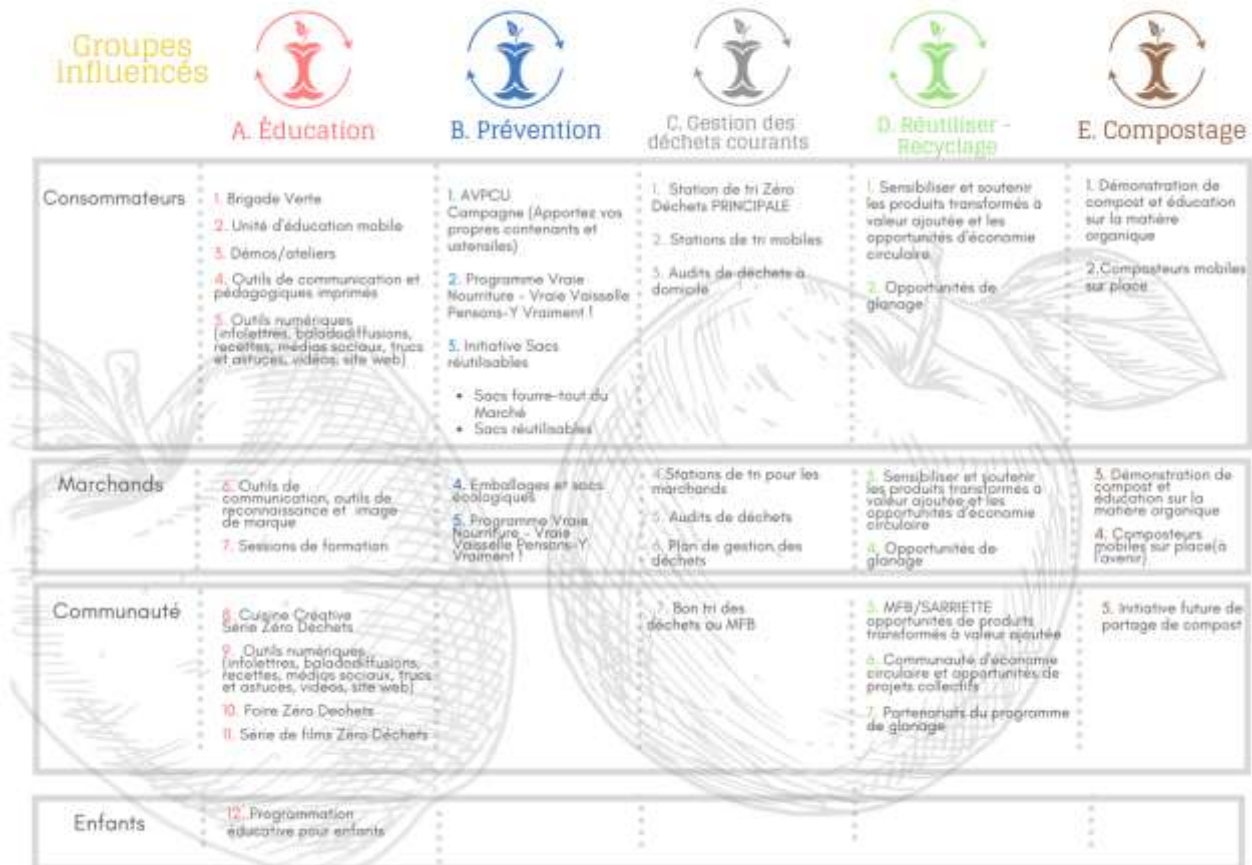 Groupes
influencés
A. Éducation
B. Prévention
C. Gestion des
déchets courants
D. Réutiliser -
Recyclage
E. Compostage
Consommateurs
1. Brigade Verte
2. Unité d'éducation mobile
3. Démos/ateliers
4. Outils de communication et
pédagogiques imprimés
5. Outils numériques
(infolettres, baladodiffusions,
recettes, médias sociaux, trucs
et astuces, vidéos, site web)
1. AVPCU
Campagne (Apportez vos
propres contenants et
ustensiles)
2. Programme Vraie
Nourriture - Vraie Vaisselle
Pensons-Y Vraiment !
3. Initiative Sacs
réutilisables
• Sacs fourre-tout du
Marché
• Sacs réutilisables
1. Station de tri Zéro
Déchets PRINCIPALE
2. Stations de tri mobiles
3. Audits de déchets à
domicile
1. Sensibiliser et soutenir
les produits transformés à
valeur ajoutée et les
opportunités d'économie
circulaire
2. Opportunités de
glanage
1. Démonstration de
compost et éducation
sur la matière
organique
2.Composteurs mobiles
sur place
Marchands
6. Outils de
communication, outils de
reconnaissance et image
de marque
7. Sessions de formation
4. Emballages et sacs
écologiques
5. Programme Vraie
Nourriture - Vraie
Vaisselle Pensons-Y
Vraiment !
4.Stations de tri pour les
marchands
5. Audits de déchets
6. Plan de gestion des
déchets
3. Sensibiliser et soutenir
les produits transformés à
valeur ajoutée et les
opportunités d'économie
circulaire
4. Opportunités de
glanage
3. Démonstration de
compost et
éducation sur la
matière organique
4. Composteurs
mobiles sur place(à
l'avenir)
Communauté
8. Cuisine Créative
Série Zéro Déchets
9. Outils numériques
(infolettres, baladodiffusions,
recettes, médias sociaux, trucs
et astuces, vidéos, site web)
10. Foire Zéro Déchets
11. Série de films Zéro Déchets
7. Bon tri des
déchets au MFB
5. MFB/SARRIETTE
opportunités de produits
transformés à valeur ajoutée
6. Communauté d'économie
circulaire et opportunités de
projets collectifs
7. Partenariats du programme
de glanage
5. Initiative future de
partage de compost
Enfants
12. Programmation
éducative pour enfants